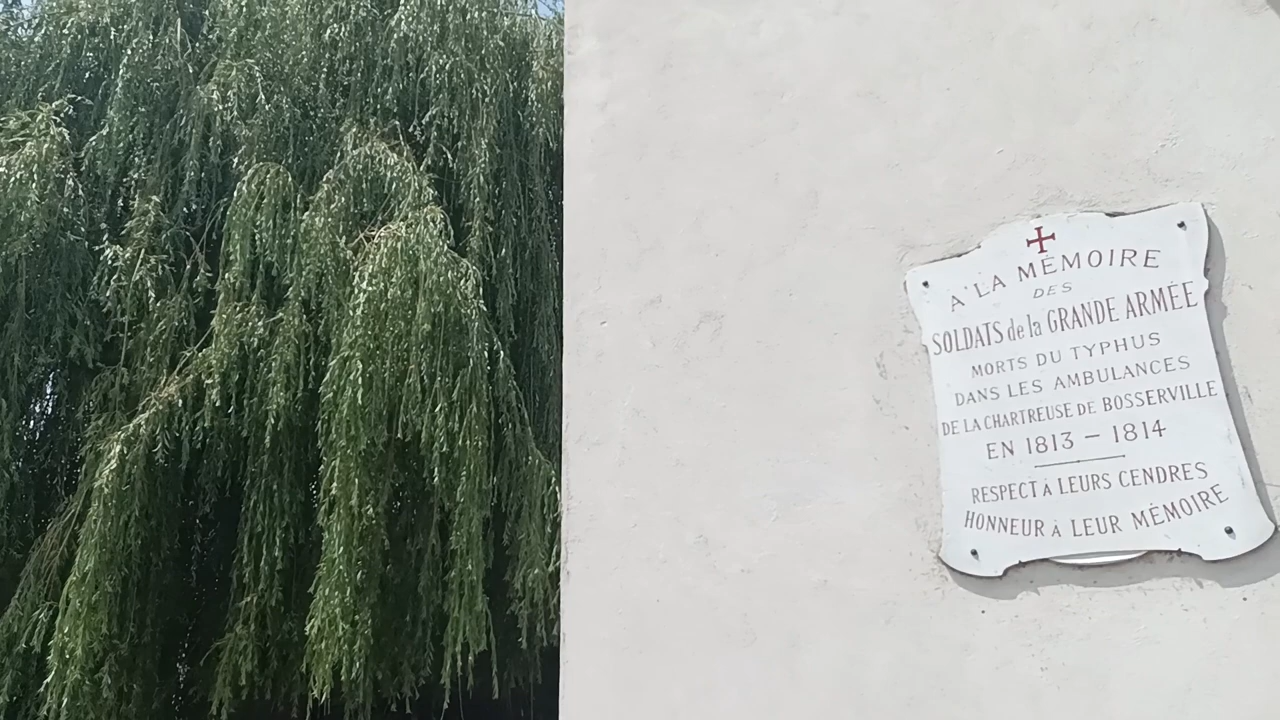 A LA MÉMOIRE
DES
SOLDATS de la GRANDE ARMÉE
MORTS DU TYPHUS
DANS LES AMBULANCES
DE LA CHARTREUSE DE BOSSERVILLE
EN 1813 - 1814
RESPECT À LEURS CENDRES
HONNEUR À LEUR MÉMOIRE